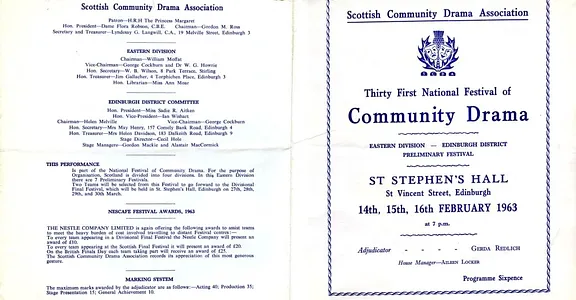 Scottish Community Drama Association
Patron—H.R.H The Princess Margaret
Hon. President—Dame Flora Robson, C.B.E. Chairman—Gordon M. Ross
Secretary and Treasurer—Lyndesay G. Langwill, C.A., 19 Melville Street, Edinburgh 3
EASTERN DIVISION
Chairman—William Moffat
Vice-Chairman—George Cockburn and Dr W. G. Howrie
Hon. Secretary—W. B. Wilson, 8 Park Terrace, Stirling
Hon. Treasurer—Jim Gallacher, 4 Torphichen Place, Edinburgh 3
Hon. Librarian—Miss Ann Moar
EDINBURGH DISTRICT COMMITTEE
Hon. President—Miss Sadie R. Aitken
Hon. Vice-President—Ian Wishart
Chairman—Helen Melville Vice-Chairman—George Cockburn
Hon. Secretary—Mrs May Henry, 157 Comely Bank Road, Edinburgh 4
Hon. Treasurer—Mrs Helen Davidson, 183 Dalkeith Road, Edinburgh 9
Stage Director—Cecil Hole
Stage Managers—Gordon Mackie and Alamair MacCormick
THIS PERFORMANCE
Is part of the National Festival of Community Drama. For the purpose of
Organisation, Scotland is divided into four divisions. In this Eastern Division
there are 7 Preliminary Festivals.
Two Teams will be selected from this Festival to go forward to the Divisional
Final Festival, which will be held in St. Stephen's Hall, Edinburgh on 27th, 28th,
29th, and 30th March.
NESCAFE FESTIVAL AWARDS, 1963
THE NESTLE COMPANY LIMITED is again offering the following awards to assist teams
to meet the heavy burden of cost involved travelling to distant Festival centres:—
To every team appearing in a Divisional Final Festival the Nestle Company will present an
award of £10.
To every team appearing at the Scottish Final Festival it will present an award of £20.
On the British Finals Day each team taking part will receive an award of £25.
The Scottish Community Drama Association records its appreciation of this most generous
gesture.
MARKING SYSTEM
The maximum marks awarded by the adjudicator are as follows:—Acting 40; Production 35;
Stage Presentation 15; General Achievement 10.
Scottish Community Drama Association
Thirty First National Festival of
Community Drama
EASTERN DIVISION — EDINBURGH DISTRICT
PRELIMINARY FESTIVAL
ST STEPHEN'S HALL
St Vincent Street, Edinburgh
14th, 15th, 16th FEBRUARY 1963
at 7 p.m.
Adjudicator - - - - GERDA REDLICH
House Manager—AILEEN LOCKER
Programme Sixpence